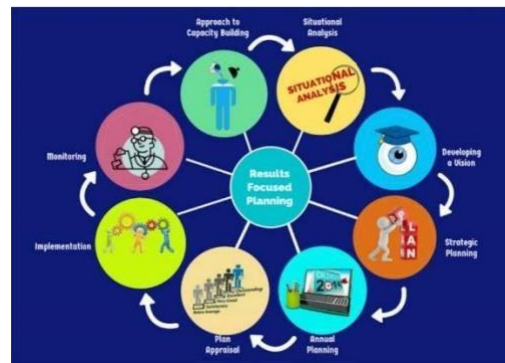 Approach to
Capacity Building
Situational
Analysis
SITUATIONAL
ANALYSIS
Developing
a Vision
Strategic
Planning
Annual
Planning
Plan
Appraisal
Implementation
Monitoring
Results
Focused
Planning